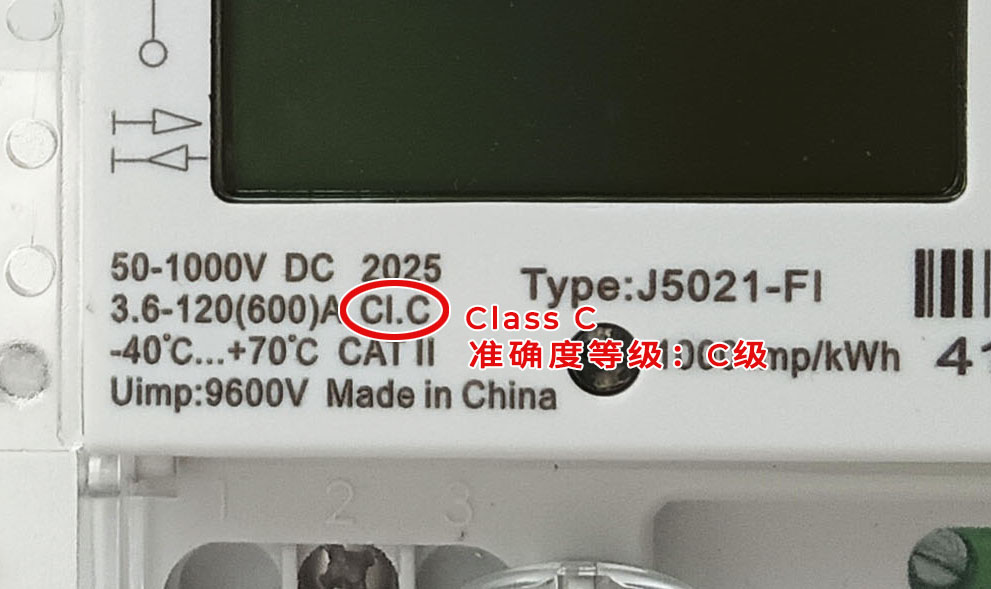 50-1000V DC 2025
3.6-120(600)A Cl.C
-40℃...+70℃ CAT II
Uimp:9600V Made in China
Type:J5021-FI
Class C
准确度等级：C级
imp/kWh
41
1 2 3